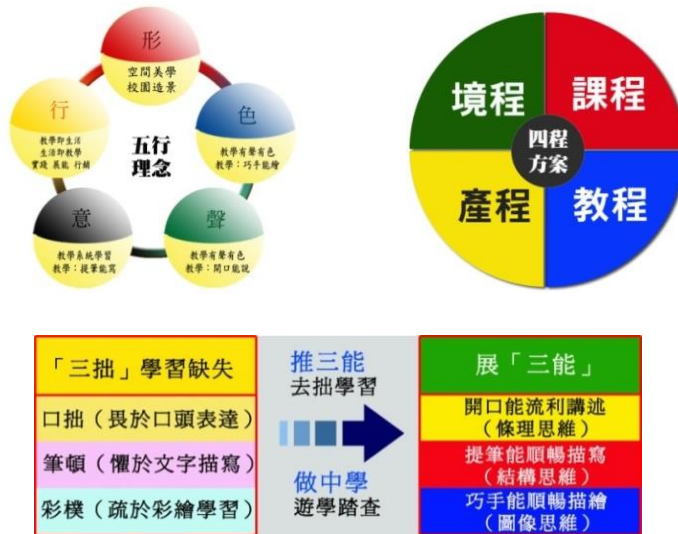 形
空間美學
校園造景
色
教學有聲有色
教學：巧手能繪
聲
教學有聲有色
教學：開口能說
意
教學系統學習
教學：提筆能寫
行
教學即生活
生活即教學
實踐 展能 行銷
五行
理念
境程
課程
四程
方案
產程
教程
「三拙」學習缺失
口拙（畏於口頭表達）
筆頓（懼於文字描寫）
彩樸（疏於彩繪學習）
推三能
去拙學習
做中學
遊學踏查
展「三能」
開口能流利講述
（條理思維）
提筆能順暢描寫
（結構思維）
巧手能順暢描繪
（圖像思維）